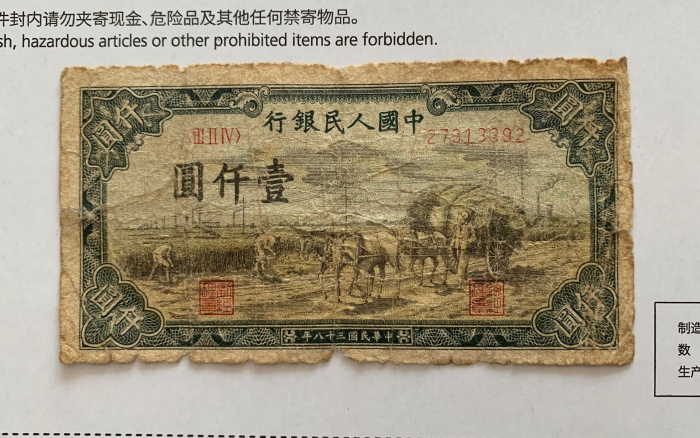 件封内请勿夹寄现金、危险品及其他任何禁寄物品。
sh, hazardous articles or other prohibited items are forbidden.
圓仟
圓仟
行銀民人國中
〈ⅢⅡⅣ〉
27313392
圓仟壹
圓仟
圓仟
年八十三國民華中
制造
数
生产